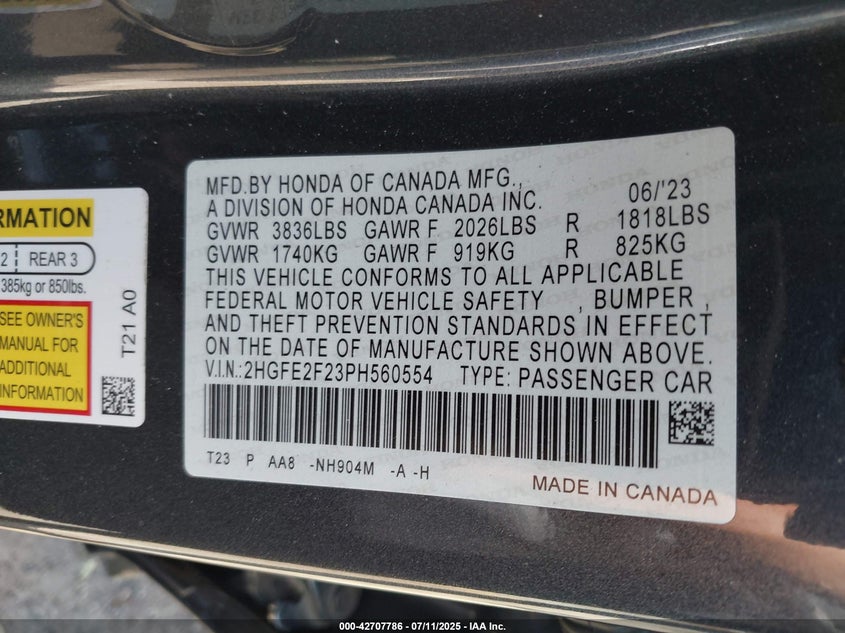 RMATION
2 REAR 3
385kg or 850lbs.
SEE OWNER'S
MANUAL FOR
ADDITIONAL
INFORMATION
T21 A0
MFD.BY HONDA OF CANADA MFG., 06/'23
A DIVISION OF HONDA CANADA INC.
GVWR 3836LBS GAWR F 2026LBS R 1818LBS
GVWR 1740KG GAWR F 919KG R 825KG
THIS VEHICLE CONFORMS TO ALL APPLICABLE
FEDERAL MOTOR VEHICLE SAFETY , BUMPER ,
AND THEFT PREVENTION STANDARDS IN EFFECT
ON THE DATE OF MANUFACTURE SHOWN ABOVE.
V.I.N.: 2HGFE2F23PH560554 TYPE: PASSENGER CAR
T23 P AA8 -NH904M -A -H
MADE IN CANADA
000-42707786 - 07/11/2025 - IAA Inc.